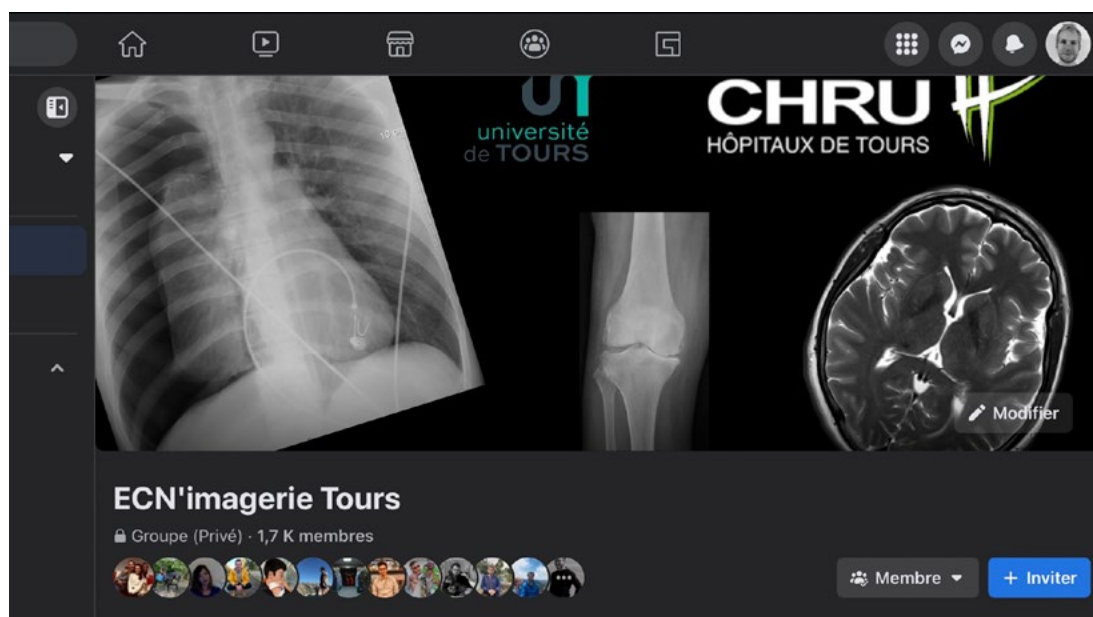 université
de TOURS
CHRU
HÔPITAUX DE TOURS
Modifier
ECN'imagerie Tours
Groupe (Privé) · 1,7 K membres
Membre
+ Inviter